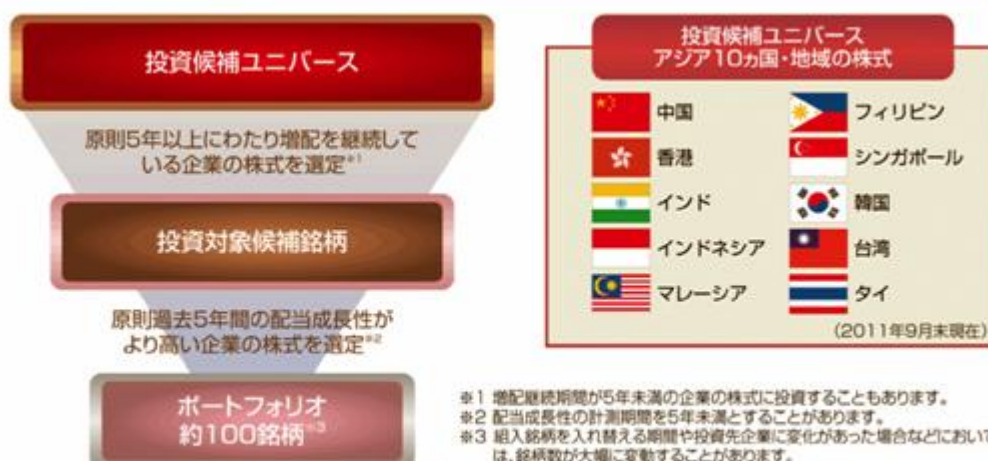 投資候補ユニバース
原則5年以上にわたり増配を継続して
いる企業の株式を選定※1
投資対象候補銘柄
原則過去5年間の配当成長性が
より高い企業の株式を選定※2
ポートフォリオ
約100銘柄※3
投資候補ユニバース
アジア10ヵ国・地域の株式
中国
フィリピン
香港
シンガポール
インド
韓国
インドネシア
台湾
マレーシア
タイ
(2011年9月末現在)
※1 増配継続期間が5年未満の企業の株式に投資することもあります。
※2 配当成長性の計測期間を5年未満とすることがあります。
※3 組入銘柄を入れ替える期間や投資先企業に変化があった場合などにおいて
は、銘柄数が大幅に変動することがあります。